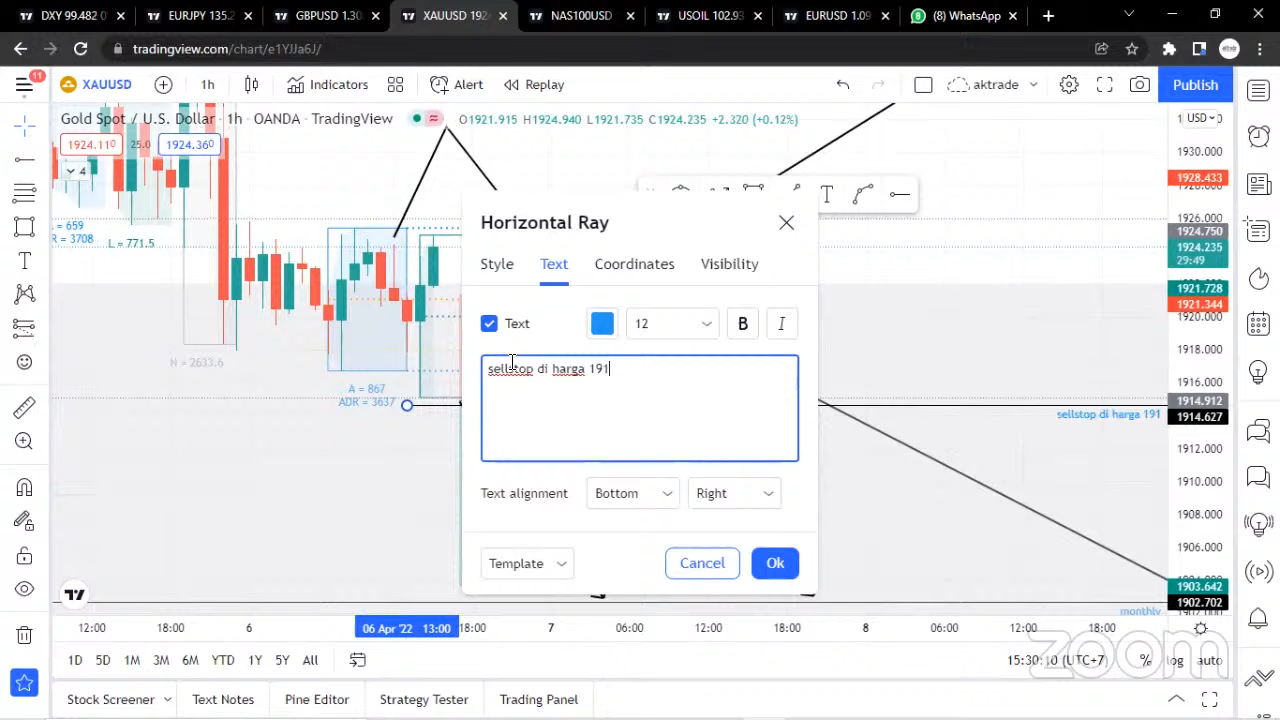 DXY 99.482 0
EURJPY 135.2
GBPUSD 1.30
XAUUSD 192
NAS100USD
USOIL 102.93
EURUSD 1.09
(8) WhatsApp
tradingview.com/chart/e1YJJa6J/
11
XAUUSD
1h
Indicators
Alert
Replay
aktrade
Publish
Gold Spot / U.S. Dollar · 1h · OANDA · TradingView
O1921.915 H1924.940 L1921.735 C1924.235 +2.320 (+0.12%)
USD
1924.110
25.0
1924.360
4
1930.000
1928.433
1926.000
1924.750
1924.235
29:49
1921.728
1921.344
1920.000
1918.000
1916.000
1914.912
1914.627
1912.000
1910.000
1908.000
1906.000
1903.642
1902.702
= 659
R = 3708
L = 771.5
N = 2633.6
A = 867
ADR = 3637
Horizontal Ray
Style
Text
Coordinates
Visibility
Text
12
B
I
sellstop di harga 191
sellstop di harga 191
Text alignment
Bottom
Right
Template
Cancel
Ok
monthly
12:00
18:00
6
06 Apr '22 13:00
18:00
7
06:00
12:00
18:00
8
06:00
12:00
18:00
1D
5D
1M
3M
6M
YTD
1Y
5Y
All
15:30:10 (UTC+7)
%
log
auto
zoom
Stock Screener
Text Notes
Pine Editor
Strategy Tester
Trading Panel